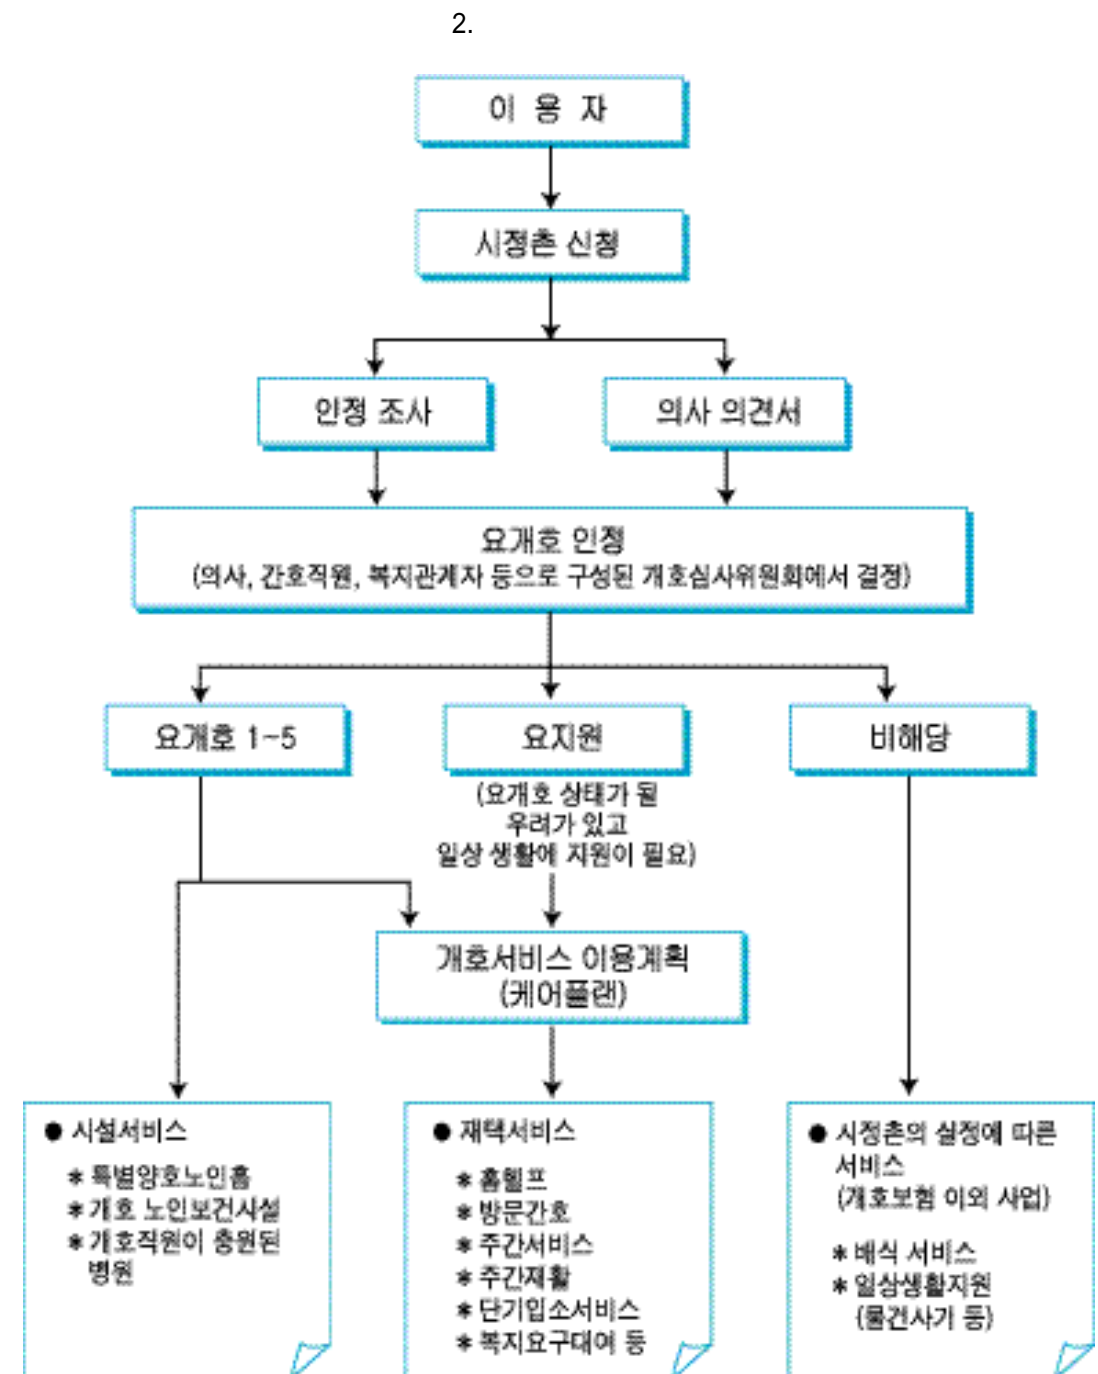 2.
이 용 자
시정촌 신청
인정 조사
의사 의견서
요개호 인정
(의사, 간호직원, 복지관계자 등으로 구성된 개호심사위원회에서 결정)
요개호 1~5
요지원
비해당
(요개호 상태가 될
우려가 있고
일상 생활에 지원이 필요)
개호서비스 이용계획
(케어플랜)
● 시설서비스
* 특별양호노인홈
* 개호 노인보건시설
* 개호직원이 충원된
병원
● 재택서비스
* 홈헬프
* 방문간호
* 주간서비스
* 주간재활
* 단기입소서비스
* 복지요구대여 등
● 시정촌의 실정에 따른
서비스
(개호보험 이외 사업)
* 배식 서비스
* 일상생활지원
(물건사기 등)